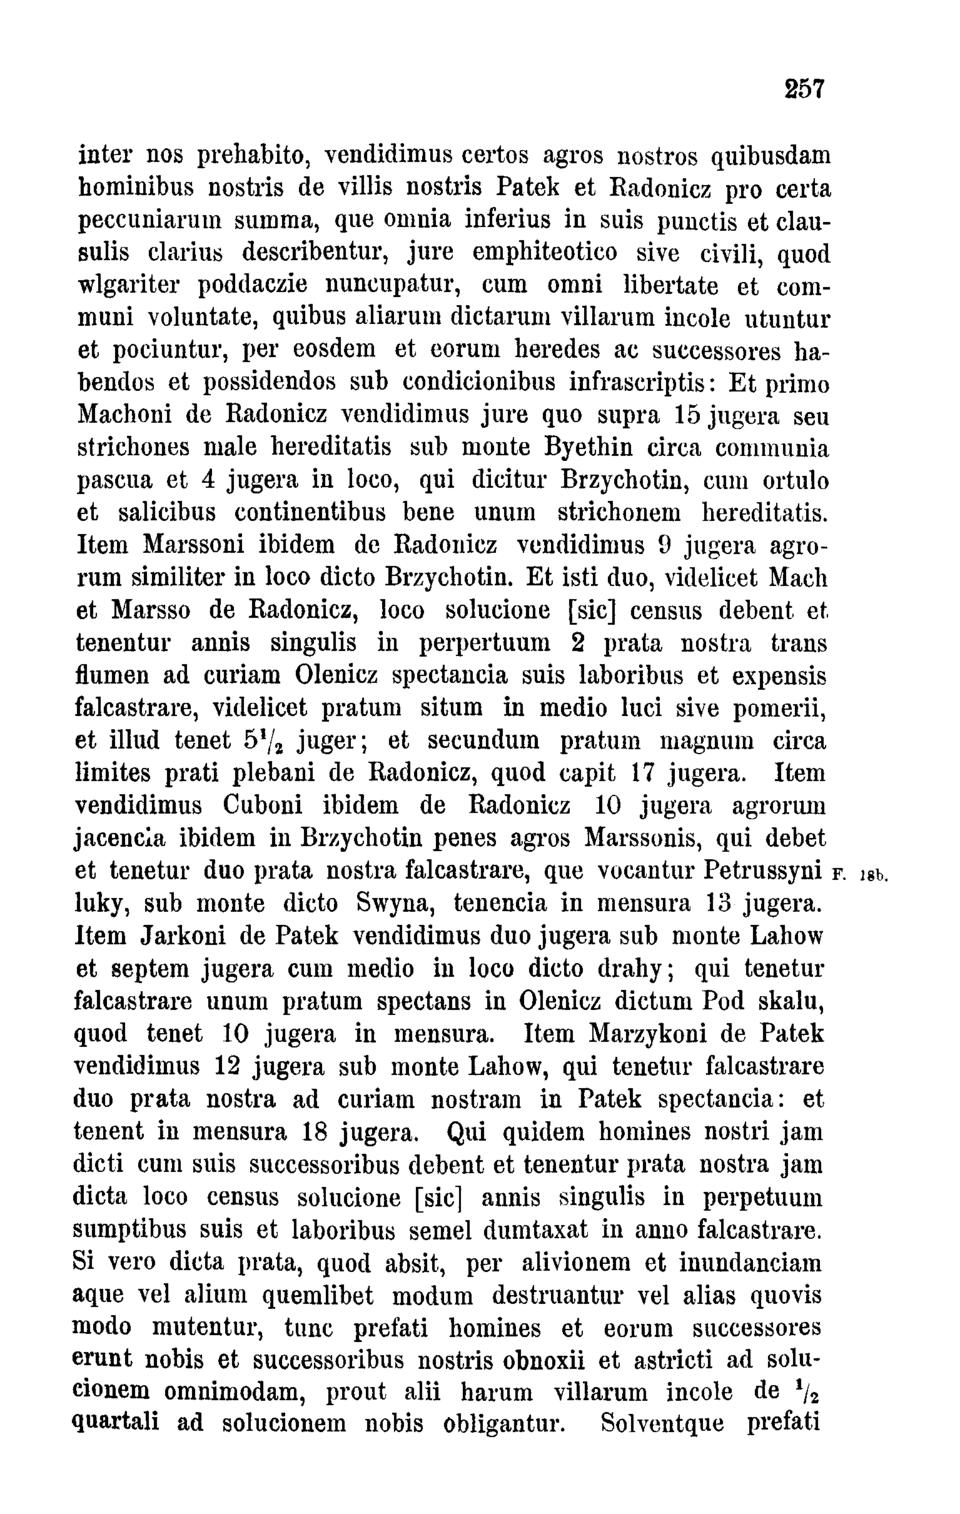 257
inter nos prehabito, vendidimus certos agros nostros quibusdam
hominibus nostris de villis nostris Patek et Radonicz pro certa
peccuniarum summa, que omnia inferius in suis punctis et clau-
sulis clarius describentur, jure emphiteotico sive civili, quod
wlgariter poddaczie nuncupatur, cum omni libertate et com-
muni voluntate, quibus aliarum dictarum villarum incole utuntur
et pociuntur, per eosdem et eorum heredes ac successores ha-
bendos et possidendos sub condicionibus infrascriptis: Et primo
Machoni de Radonicz vendidimus jure quo supra 15 jugera seu
strichones male hereditatis sub monte Byethin circa communia
pascua et 4 jugera in loco, qui dicitur Brzychotin, cum ortulo
et salicibus continentibus bene unum strichonem hereditatis.
Item Marssoni ibidem de Radonicz vendidimus 9 jugera agro-
rum similiter in loco dicto Brzychotin. Et isti duo, videlicet Mach
et Marsso de Radonicz, loco solucione [sic] census debent et
tenentur annis singulis in perpertuum 2 prata nostra trans
flumen ad curiam Olenicz spectancia suis laboribus et expensis
falcastrare, videlicet pratum situm in medio luci sive pomerii,
et illud tenet 5½ juger; et secundum pratum magnum circa
limites prati plebani de Radonicz, quod capit 17 jugera. Item
vendidimus Cuboni ibidem de Radonicz 10 jugera agrorum
jacencia ibidem in Brzychotin penes agros Marssonis, qui debet
et tenetur duo prata nostra falcastrare, que vocantur Petrussyni F. 18b.
luky, sub monte dicto Swyna, tenencia in mensura 13 jugera.
Item Jarkoni de Patek vendidimus duo jugera sub monte Lahow
et septem jugera cum medio in loco dicto drahy; qui tenetur
falcastrare unum pratum spectans in Olenicz dictum Pod skalu,
quod tenet 10 jugera in mensura. Item Marzykoni de Patek
vendidimus 12 jugera sub monte Lahow, qui tenetur falcastrare
duo prata nostra ad curiam nostram in Patek spectancia: et
tenent in mensura 18 jugera. Qui quidem homines nostri jam
dicti cum suis successoribus debent et tenentur prata nostra jam
dicta loco census solucione [sic] annis singulis in perpetuum
sumptibus suis et laboribus semel dumtaxat in anno falcastrare.
Si vero dicta prata, quod absit, per alivionem et inundanciam
aque vel alium quemlibet modum destruantur vel alias quovis
modo mutentur, tunc prefati homines et eorum successores
erunt nobis et successoribus nostris obnoxii et astricti ad solu-
cionem omnimodam, prout alii harum villarum incole de ½
quartali ad solucionem nobis obligantur. Solventque prefati